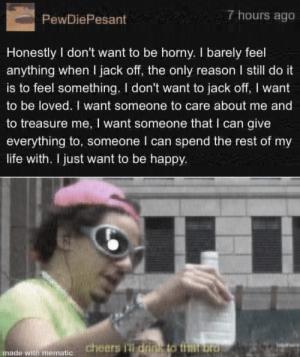 PewDiePesant
7 hours ago
Honestly I don't want to be horny. I barely feel
anything when I jack off, the only reason I still do it
is to feel something. I don't want to jack off, I want
to be loved. I want someone to care about me and
to treasure me, I want someone that I can give
everything to, someone I can spend the rest of my
life with. I just want to be happy.
cheers I'll drink to that bro
made with mematic